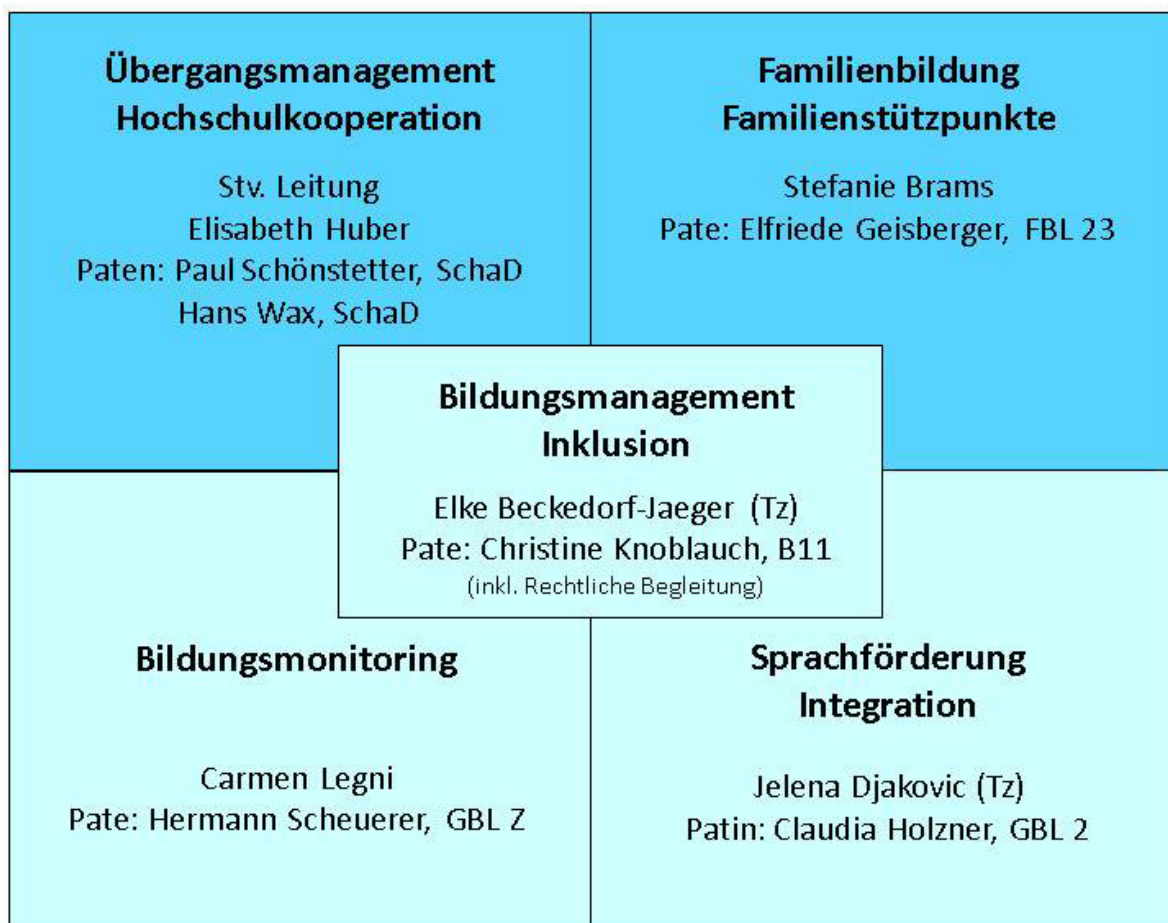 Übergangsmanagement
Hochschulkooperation
Stv. Leitung
Elisabeth Huber
Paten: Paul Schönstetter, SchaD
Hans Wax, SchaD
Familienbildung
Familienstützpunkte
Stefanie Brams
Pate: Elfriede Geisberger, FBL 23
Bildungsmanagement
Inklusion
Elke Beckedorf-Jaeger (Tz)
Pate: Christine Knoblauch, B11
(inkl. Rechtliche Begleitung)
Bildungsmonitoring
Carmen Legni
Pate: Hermann Scheuerer, GBL Z
Sprachförderung
Integration
Jelena Djakovic (Tz)
Patin: Claudia Holzner, GBL 2